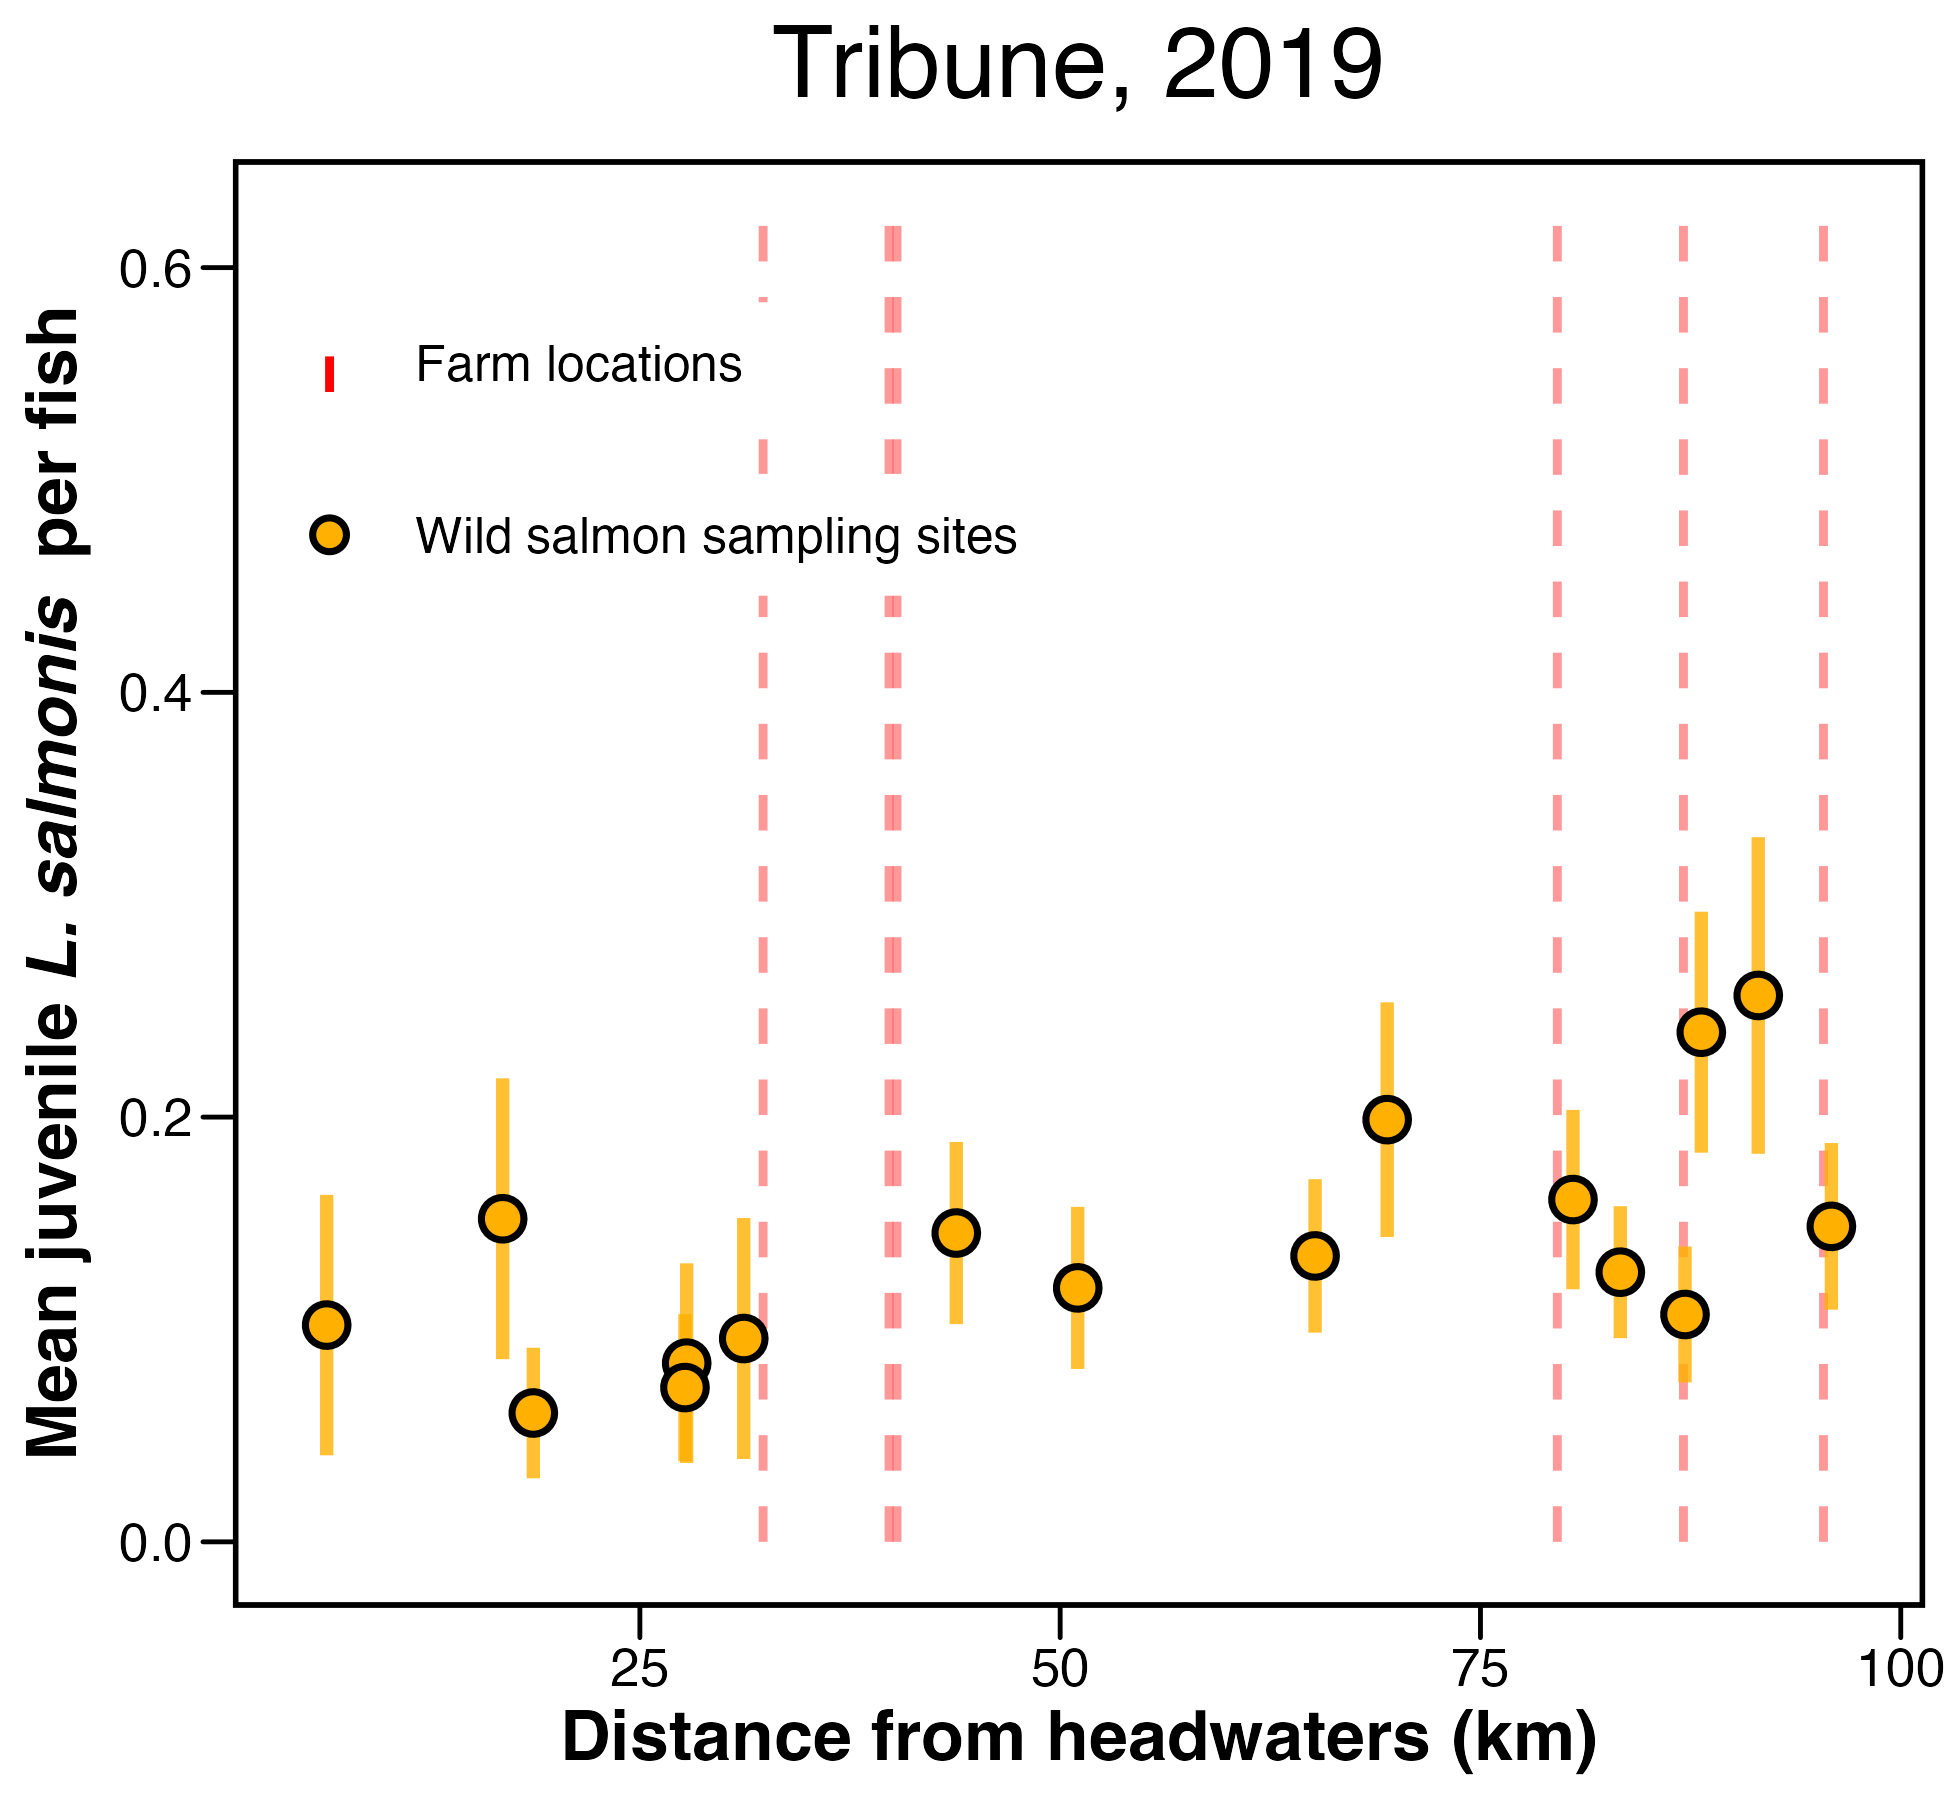 Tribune, 2019
Mean juvenile L. salmonis per fish
0.6
0.4
0.2
0.0
Farm locations
Wild salmon sampling sites
25 50 75 100
Distance from headwaters (km)